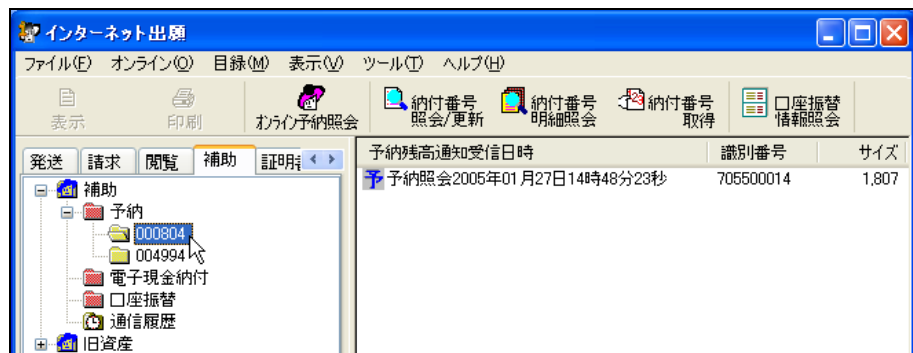 インターネット出願
ファイル(F) オンライン(O) 目録(M) 表示(V) ツール(T) ヘルプ(H)
表示
印刷
オンライン予納照会
納付番号
照会/更新
納付番号
明細照会
納付番号
取得
口座振替
情報照会
発送 請求 閲覧 補助
予納残高通知受信日時 識別番号 サイズ
予 予納照会2005年01月27日14時48分23秒 705500014 1,807
補助
予納
000804
004994
電子現金納付
口座振替
通信履歴
旧資産